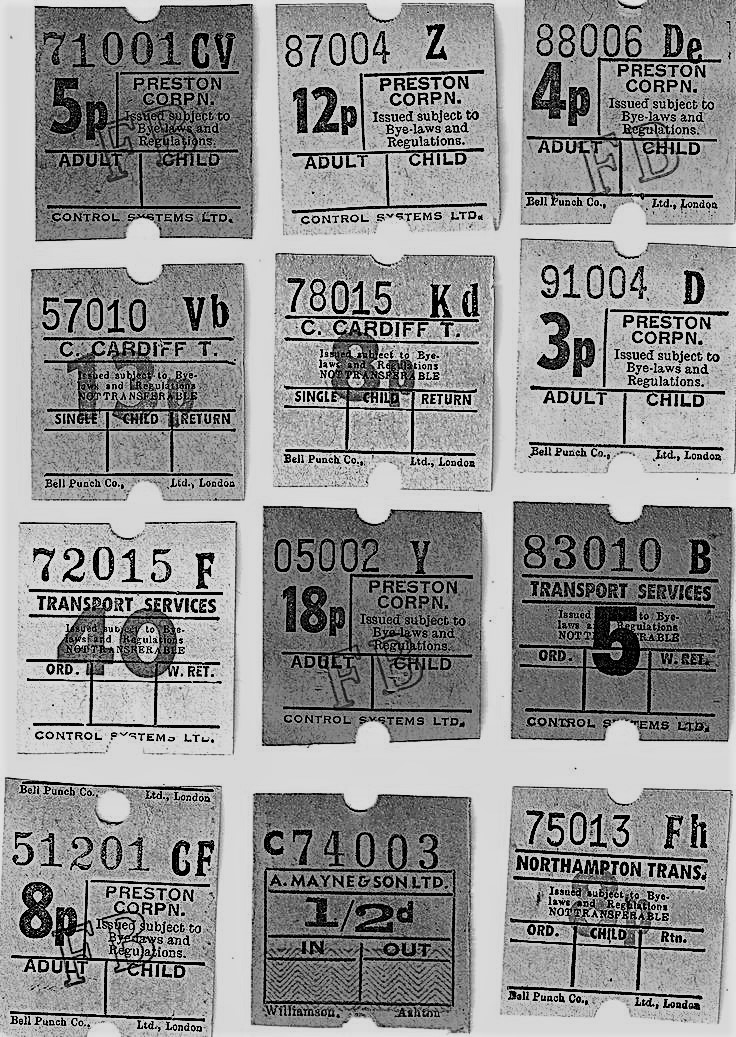 71001 CV
5p PRESTON
CORPN.
Issued subject to
Bye-laws and
Regulations.
ADULT CHILD
CONTROL SYSTEMS LTD.
87004 Z
12p PRESTON
CORPN.
Issued subject to
Bye-laws and
Regulations.
ADULT CHILD
CONTROL SYSTEMS LTD.
88006 De
4p PRESTON
CORPN.
Issued subject to
Bye-laws and
Regulations.
ADULT CHILD
FB
Bell Punch Co., Ltd., London
57010 Vb
C. CARDIFF T.
Issued subject to Bye-
laws and Regulations
NOT TRANSFERABLE
13p
SINGLE CHILD RETURN
Bell Punch Co., Ltd., London
78015 Kd
C. CARDIFF T.
Issued subject to Bye-
laws and Regulations
NOT TRANSFERABLE
8p
SINGLE CHILD RETURN
Bell Punch Co., Ltd., London
91004 D
3p PRESTON
CORPN.
Issued subject to
Bye-laws and
Regulations.
ADULT CHILD
Bell Punch Co., Ltd., London
72015 F
TRANSPORT SERVICES
Issued subject to Bye-
laws and Regulations
NOT TRANSFERABLE
40
ORD. W. RET.
CONTROL SYSTEMS LTD.
05002 Y
18p PRESTON
CORPN.
Issued subject to
Bye-laws and
Regulations.
ADULT CHILD
FB
CONTROL SYSTEMS LTD.
83010 B
TRANSPORT SERVICES
Issued to Bye-
laws Regulations
NOT TRANSFERABLE
5
ORD. W. RET.
CONTROL SYSTEMS LTD.
Bell Punch Co., Ltd., London
51201 CF
8p PRESTON
CORPN.
Issued subject to
Bye-laws and
Regulations.
ADULT CHILD
Bell Punch Co., Ltd., London
C74003
A. MAYNE & SON LTD.
1/2d
IN OUT
Williamson, Ashton
75013 Fh
NORTHAMPTON TRANS.
Issued subject to Bye-
laws and Regulations
NOT TRANSFERABLE
ORD. CHILD Rtn.
Bell Punch Co., Ltd., London